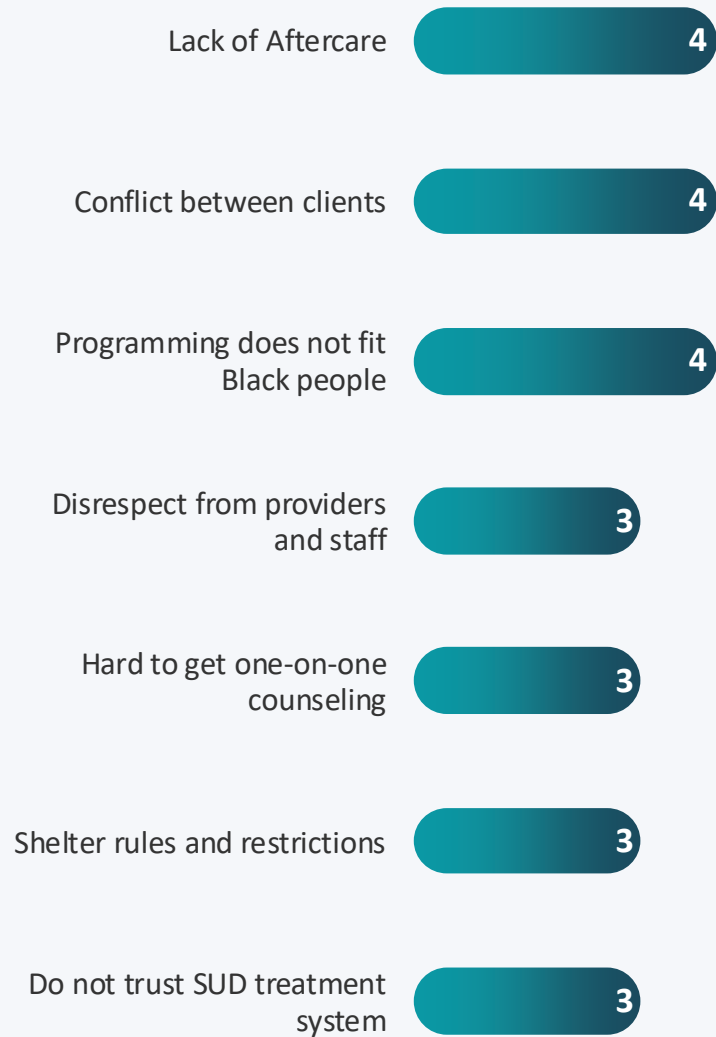 Lack of Aftercare
4
Conflict between clients
4
Programming does not fit
Black people
4
Disrespect from providers
and staff
3
Hard to get one-on-one
counseling
3
Shelter rules and restrictions
3
Do not trust SUD treatment
system
3